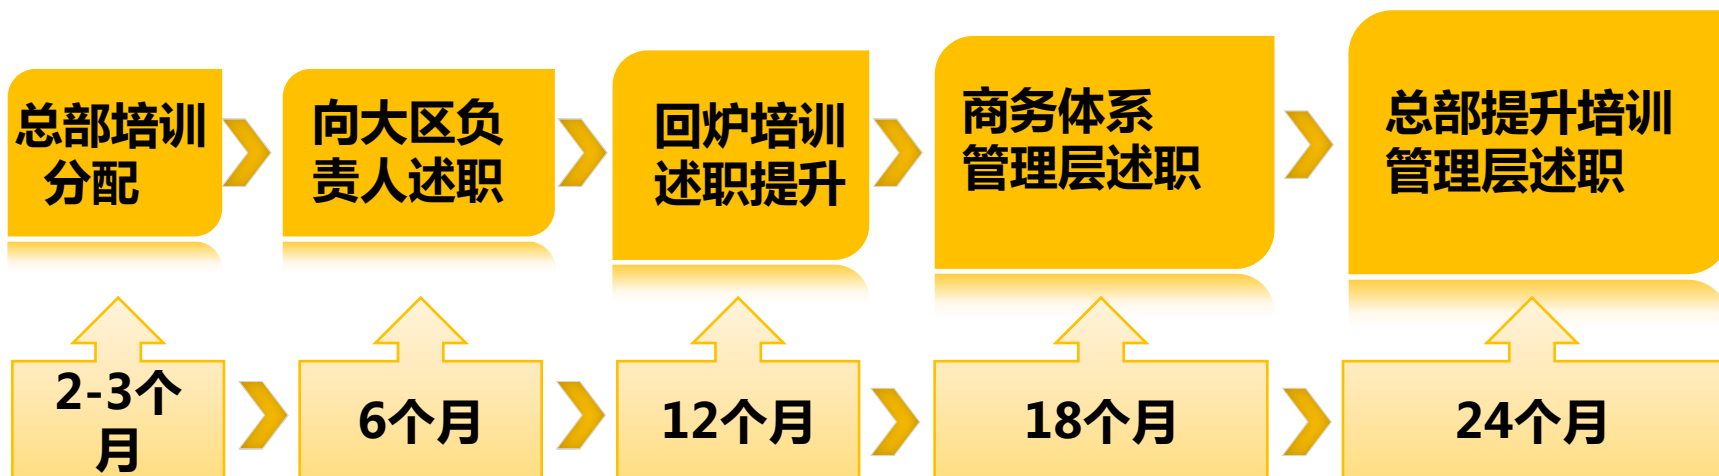 总部培训
分配
向大区负
责人述职
回炉培训
述职提升
商务体系
管理层述职
总部提升培训
管理层述职
2-3个
月
6个月
12个月
18个月
24个月